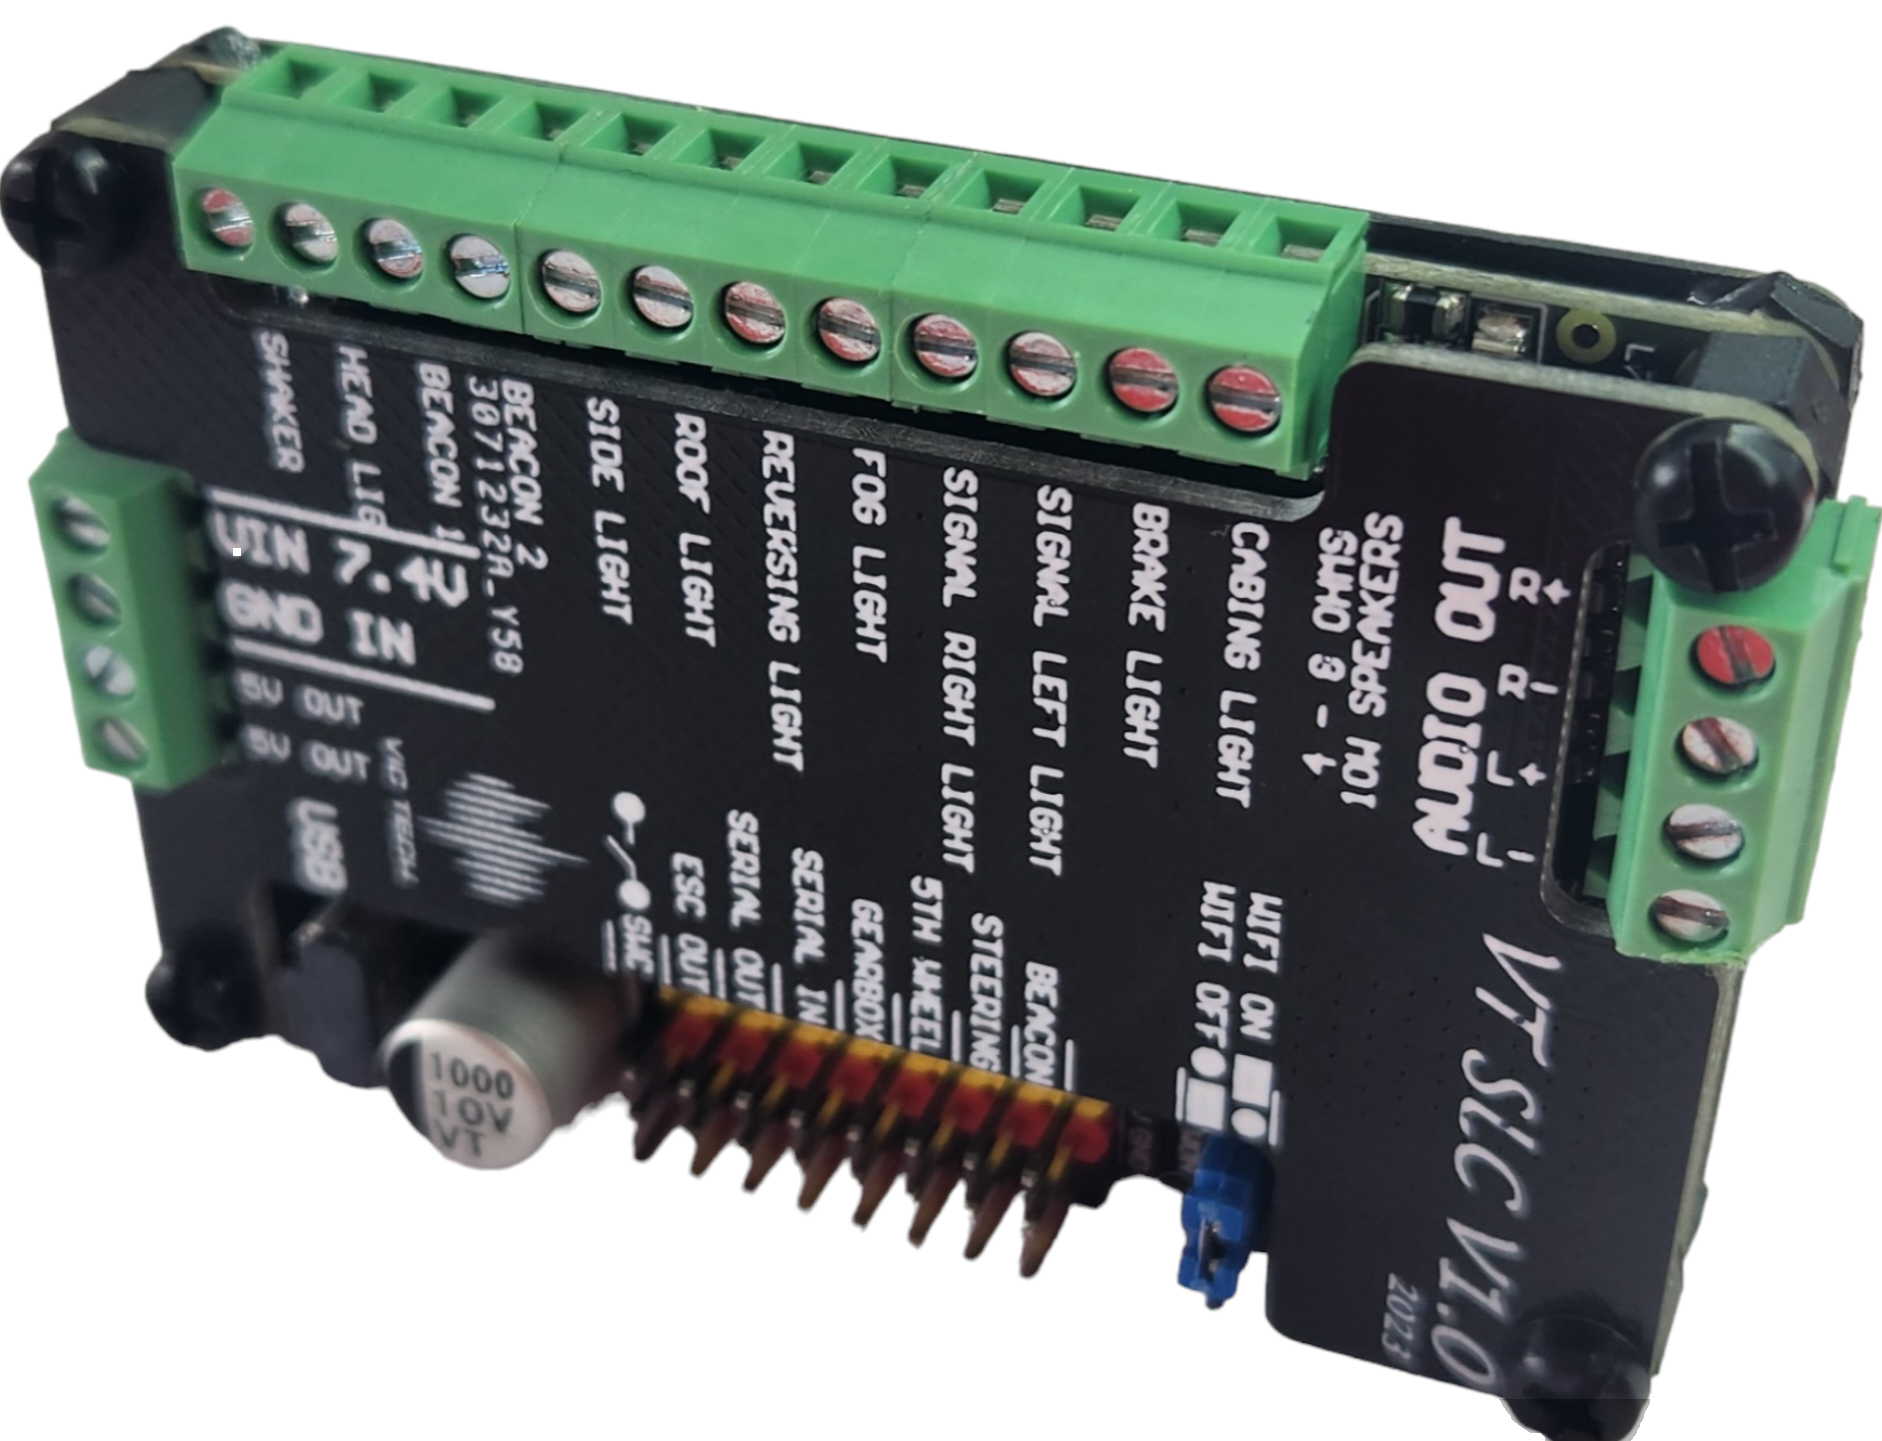 SHAKER
HEAD LIG
BEACON 1
BEACON 2
3071232A.Y58
SIDE LIGHT
ROOF LIGHT
REVERSING LIGHT
FOG LIGHT
SIGNAL RIGHT LIGHT
SIGNAL LEFT LIGHT
BRAKE LIGHT
CABING LIGHT
4 - 8 OHMS
10W SPEAKERS
AUDIO OUT
R+
R-
L+
L-
VIN 7.4V
GND IN
5V OUT
5V OUT
VIC TECH
USB
SWC
ESC OUT
SERIAL OUT
SERIAL IN
GEARBOX
5TH WHEEL
STEERING
BEACON
WIFI OFF
WIFI ON
1000
10V
VT
VT SLC V1.0
2023